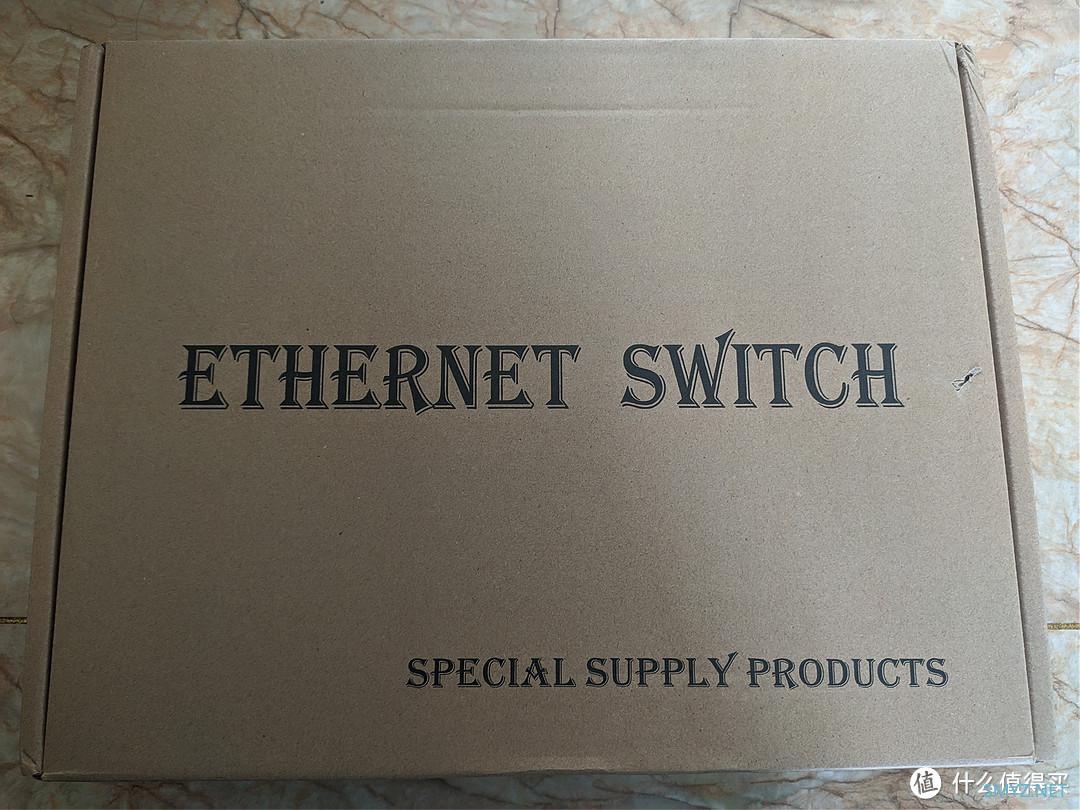 ETHERNET SWITCH
SPECIAL SUPPLY PRODUCTS
值 什么值得买